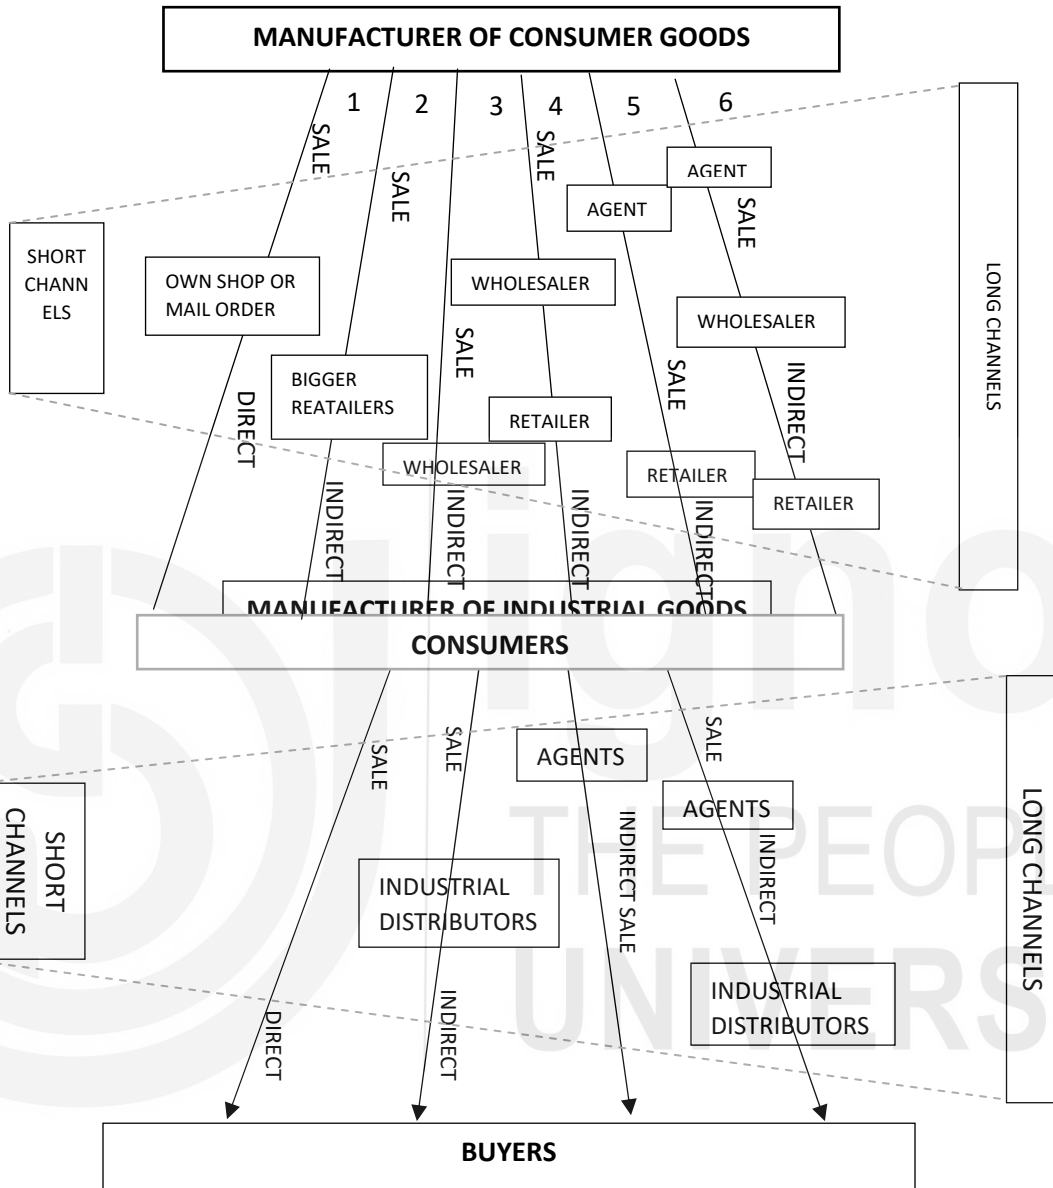 MANUFACTURER OF CONSUMER GOODS
1
2
3
4
5
6
SALE
SALE
SALE
SALE
SALE
SALE
AGENT
AGENT
SHORT
CHANN
ELS
OWN SHOP OR
MAIL ORDER
WHOLESALER
WHOLESALER
LONG CHANNELS
BIGGER
REATAILERS
RETAILER
WHOLESALER
RETAILER
RETAILER
DIRECT
INDIRECT
INDIRECT
INDIRECT
INDIRECT
INDIRECT
MANUFACTURER OF INDUSTRIAL GOODS
CONSUMERS
SALE
SALE
SALE
AGENTS
AGENTS
SHORT
CHANNELS
LONG CHANNELS
INDIRECT SALE
INDIRECT
INDUSTRIAL
DISTRIBUTORS
INDUSTRIAL
DISTRIBUTORS
DIRECT
INDIRECT
BUYERS
igno
THE PEOPL
UNIVERS